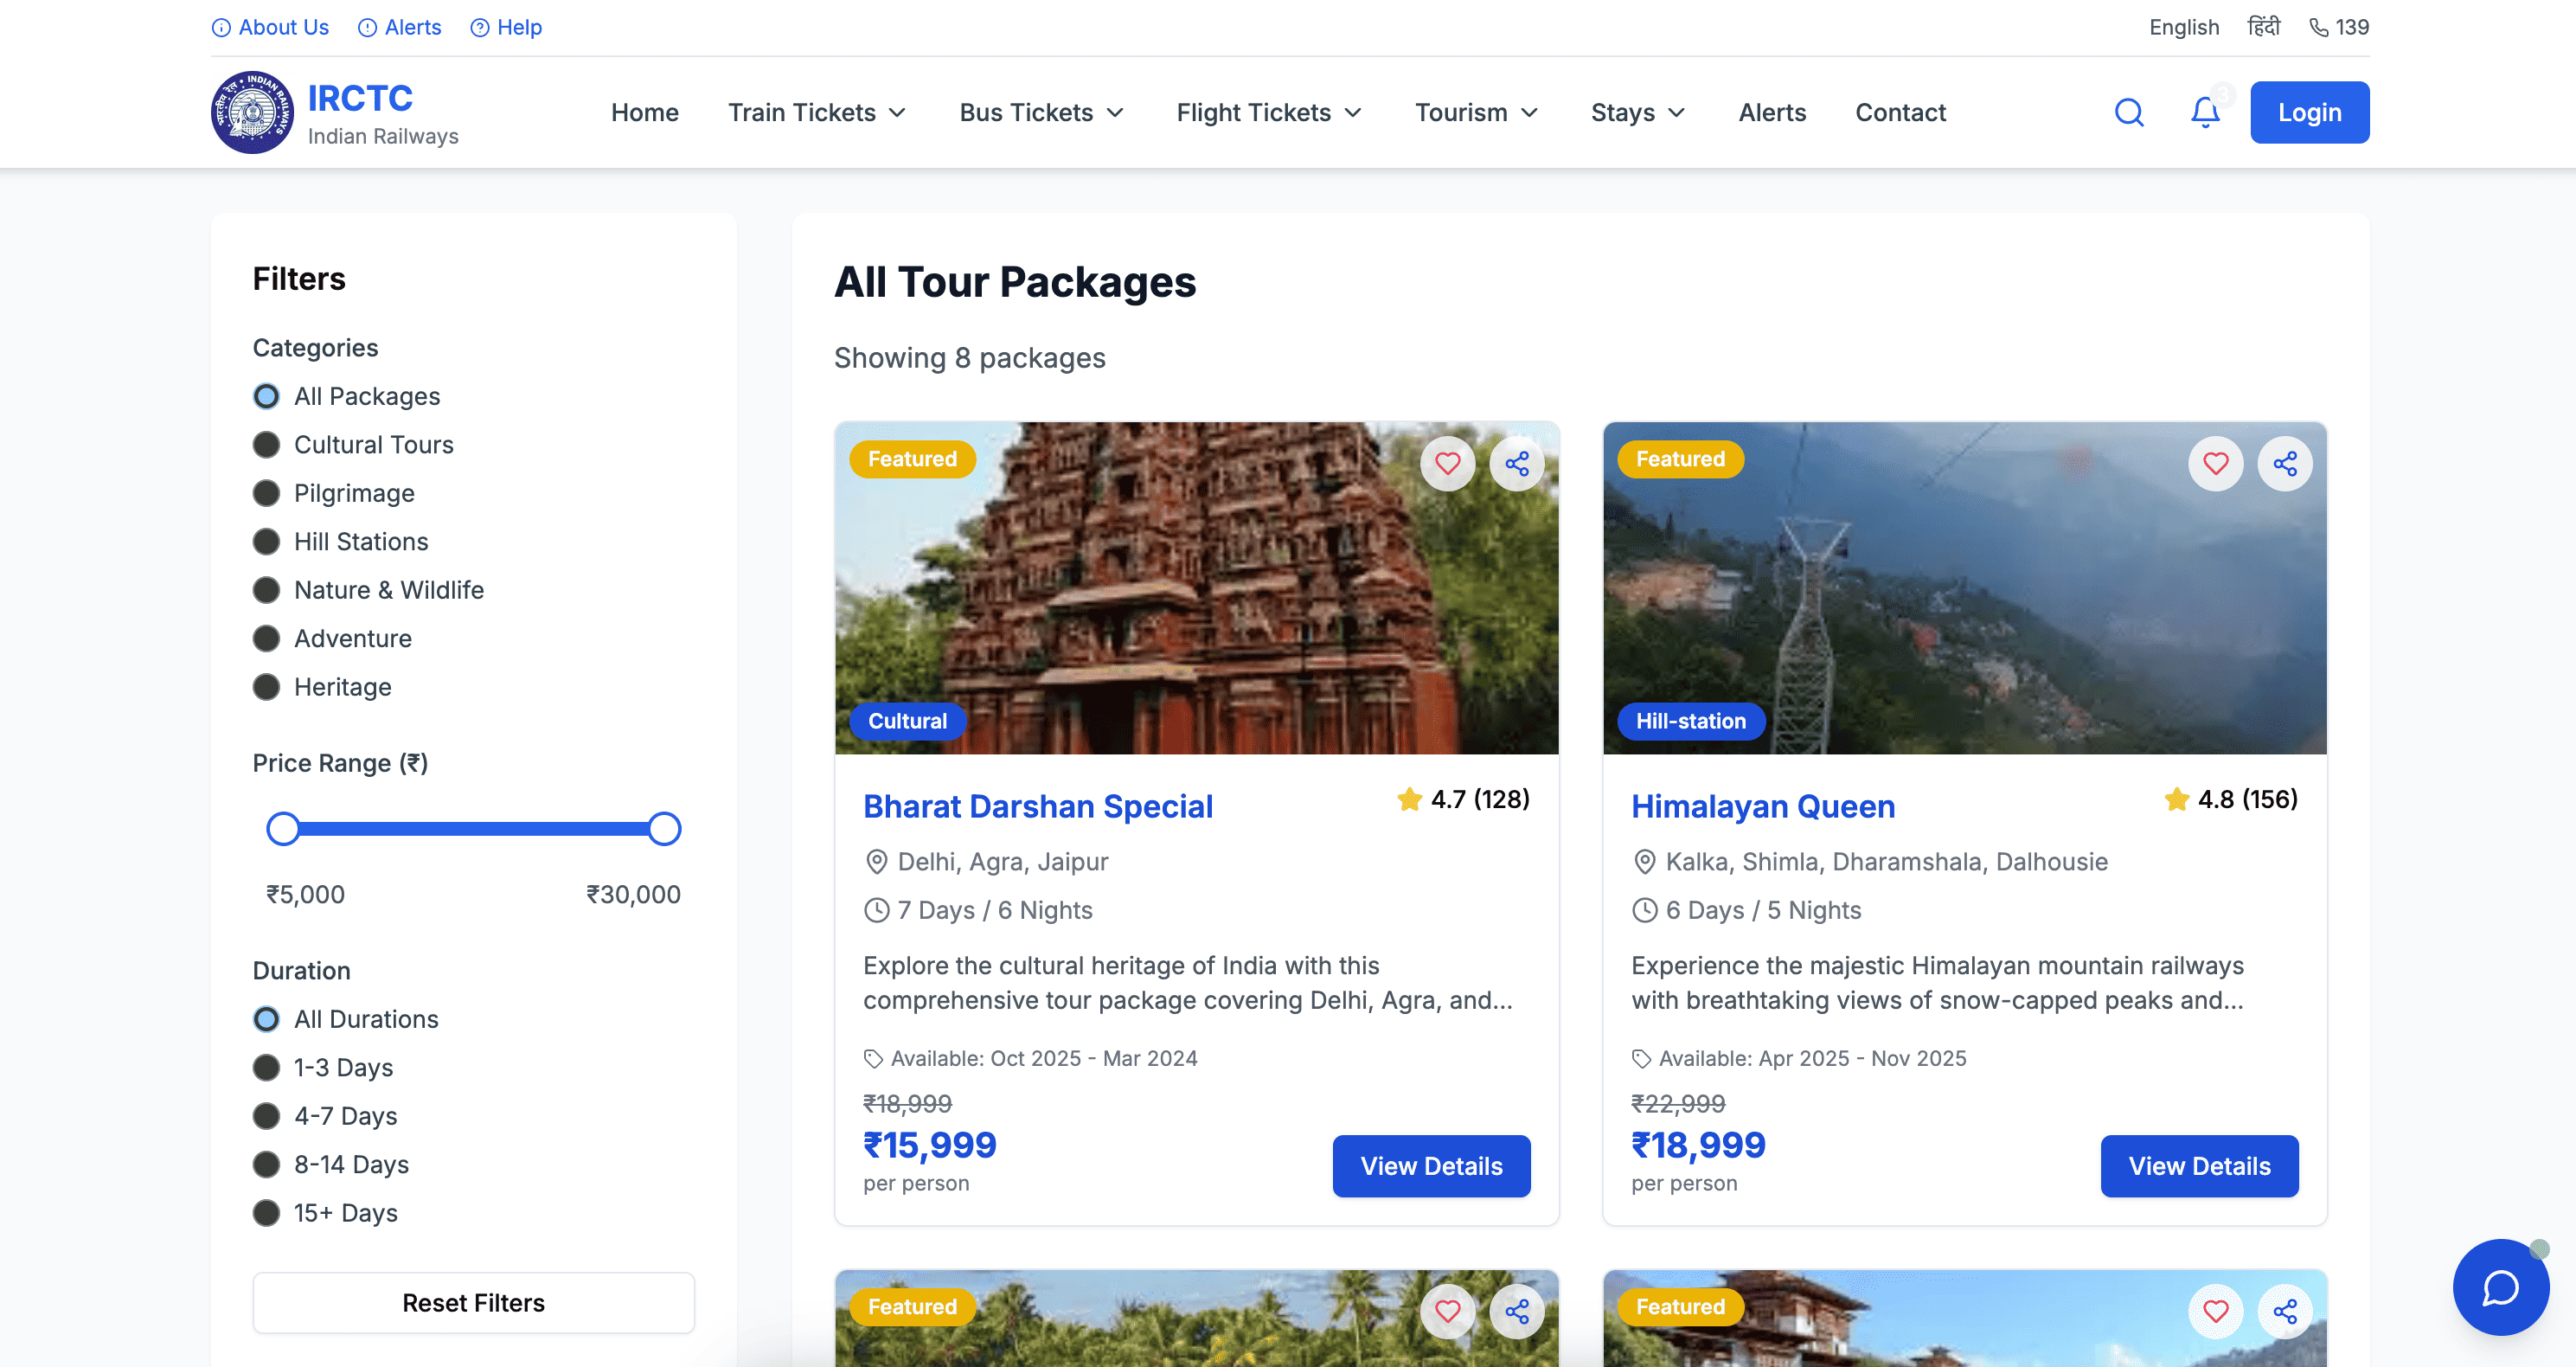 About Us
Alerts
Help
English
हिंदी
139
IRCTC
Indian Railways
Home
Train Tickets
Bus Tickets
Flight Tickets
Tourism
Stays
Alerts
Contact
3
Login
Filters
Categories
All Packages
Cultural Tours
Pilgrimage
Hill Stations
Nature & Wildlife
Adventure
Heritage
Price Range (₹)
₹5,000
₹30,000
Duration
All Durations
1-3 Days
4-7 Days
8-14 Days
15+ Days
Reset Filters
All Tour Packages
Showing 8 packages
Featured
Cultural
Bharat Darshan Special
4.7 (128)
Delhi, Agra, Jaipur
7 Days / 6 Nights
Explore the cultural heritage of India with this
comprehensive tour package covering Delhi, Agra, and...
Available: Oct 2025 - Mar 2024
₹18,999
₹15,999
per person
View Details
Featured
Hill-station
Himalayan Queen
4.8 (156)
Kalka, Shimla, Dharamshala, Dalhousie
6 Days / 5 Nights
Experience the majestic Himalayan mountain railways
with breathtaking views of snow-capped peaks and...
Available: Apr 2025 - Nov 2025
₹22,999
₹18,999
per person
View Details
Featured
Featured